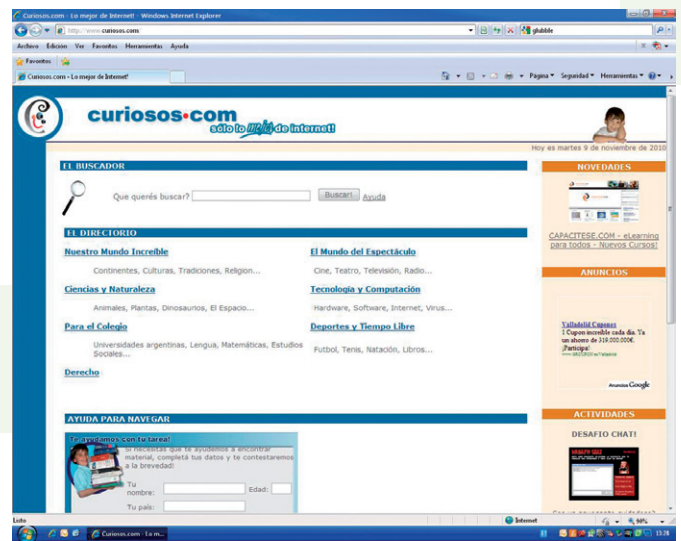 Curiosos.com - Lo mejor de Internet! - Windows Internet Explorer
http://www.curiosos.com
glubble
Archivo Edición Ver Favoritos Herramientas Ayuda
Favoritos
Curiosos.com - Lo mejor de Internet!
Página Seguridad Herramientas
curiosos.com
sólo lo mejor de internet!
Hoy es martes 9 de noviembre de 2010
EL BUSCADOR
Que querés buscar? Buscar! Ayuda
EL DIRECTORIO
Nuestro Mundo Increíble
Continentes, Culturas, Tradiciones, Religion...
El Mundo del Espectáculo
Cine, Teatro, Televisión, Radio...
Ciencias y Naturaleza
Animales, Plantas, Dinosaurios, El Espacio...
Tecnología y Computación
Hardware, Software, Internet, Virus...
Para el Colegio
Universidades argentinas, Lengua, Matemáticas, Estudios
Sociales...
Deportes y Tiempo Libre
Futbol, Tenis, Natación, Libros...
Derecho
AYUDA PARA NAVEGAR
Te ayudamos con tu tarea!
Si necesitás que te ayudemos a encontrar
material, completá tus datos y te contestaremos
a la brevedad!
Tu
nombre:
Edad:
Tu país:
NOVEDADES
CAPACITESE.COM - eLearning
para todos - Nuevos Cursos!
ANUNCIOS
Valladolid Cupones
1 Cupon increíble cada día. Ya
un ahorro de 319.000.000€.
¡Participa!
Anuncios Google
ACTIVIDADES
DESAFIO CHAT!
Listo
Internet
90%
Curiosos.com - Lo m...
13:28